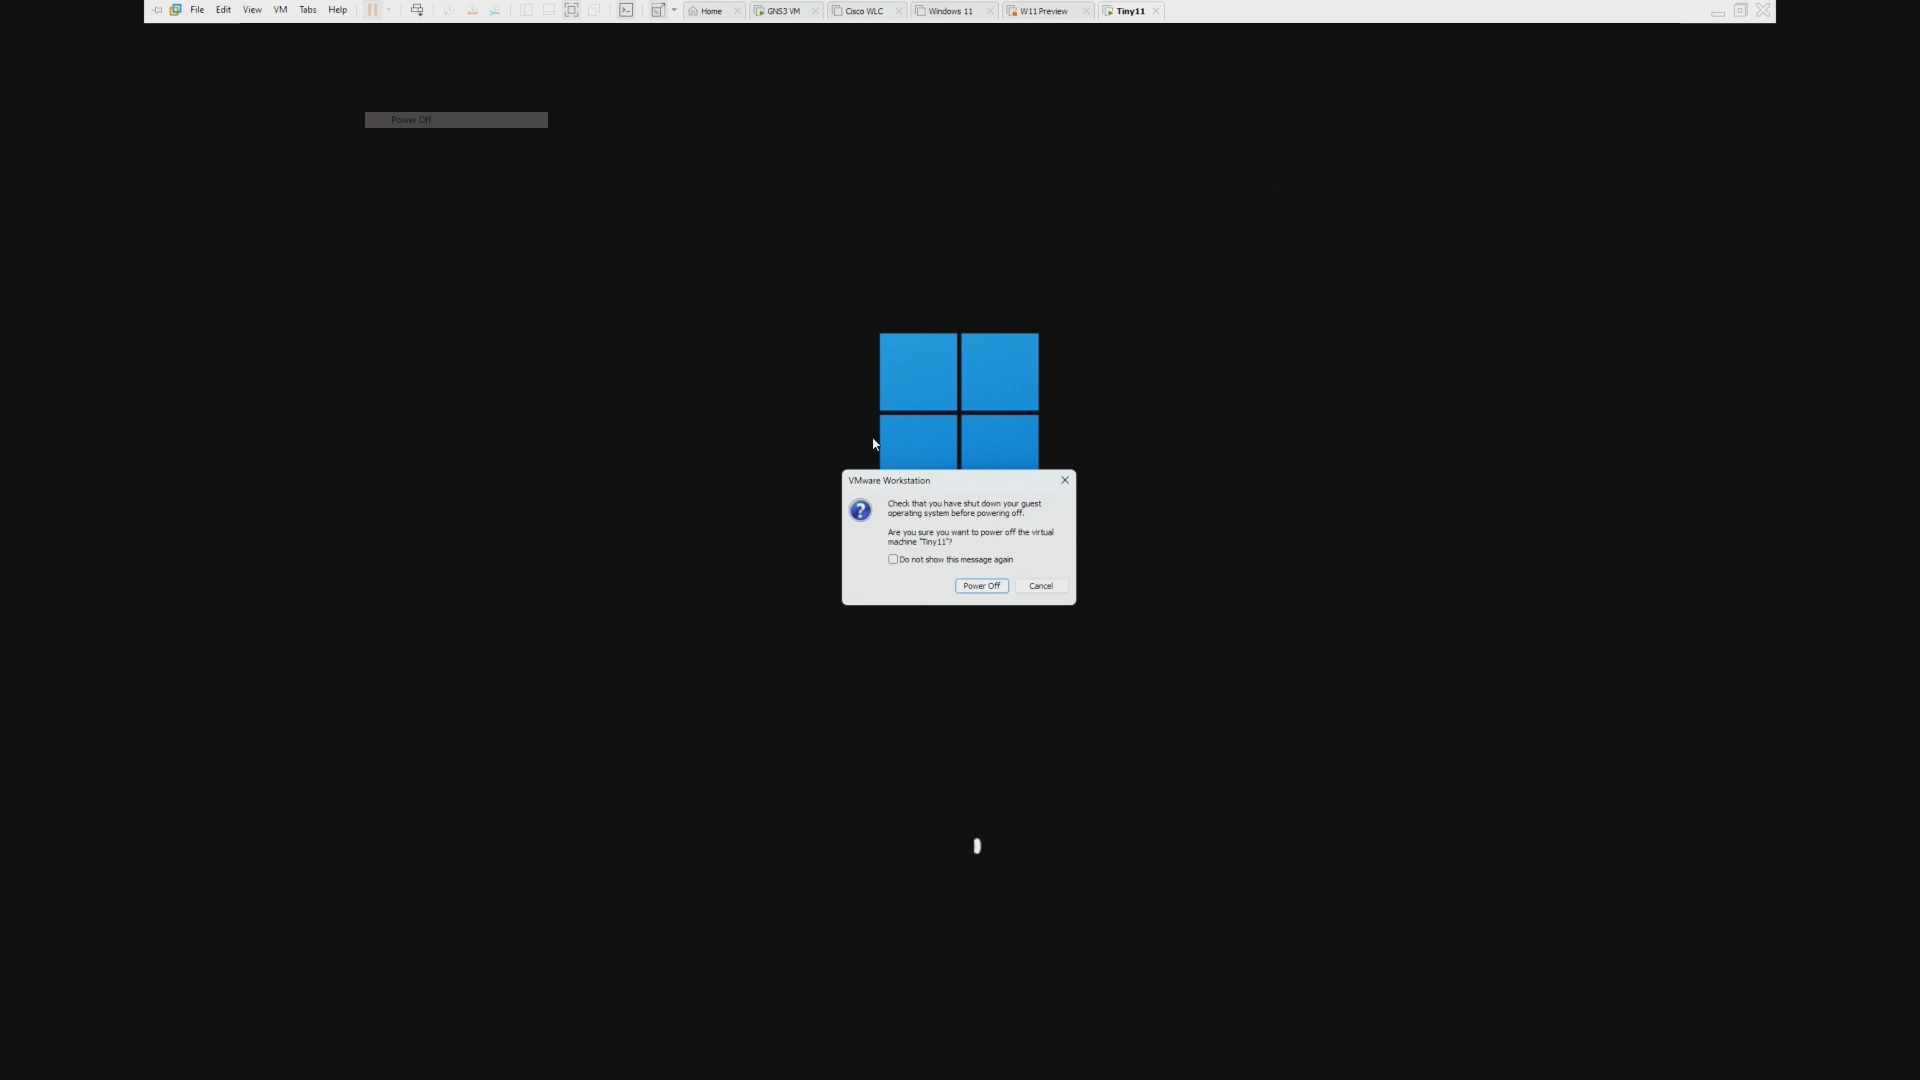 File Edit View VM Tabs Help Home GNS3 VM Cisco WLC Windows 11 W11 Preview Tiny11
Power Off
VMware Workstation
Check that you have shut down your guest
operating system before powering off.
Are you sure you want to power off the virtual
machine "Tiny11"?
Do not show this message again
Power Off Cancel